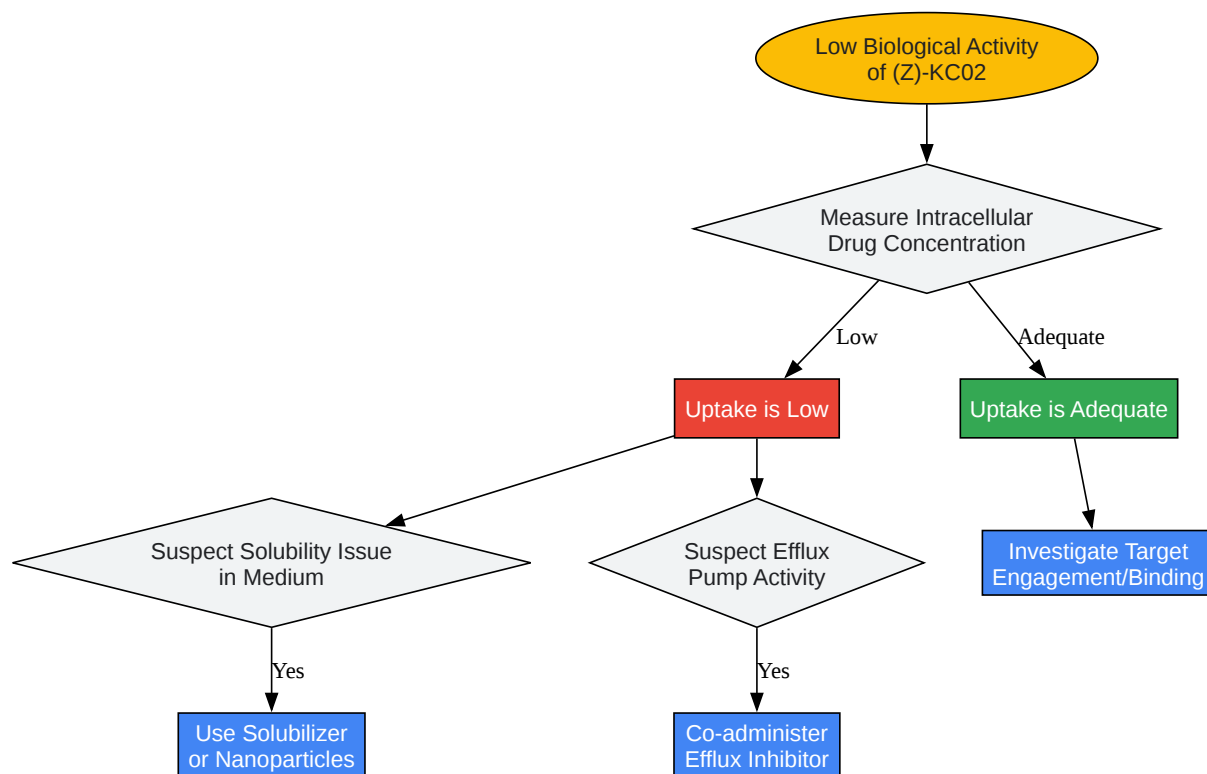 Low Biological Activity
of (Z)-KC02
Measure Intracellular
Drug Concentration
Low
Adequate
Uptake is Low
Uptake is Adequate
Suspect Solubility Issue
in Medium
Suspect Efflux
Pump Activity
Investigate Target
Engagement/Binding
Yes
Yes
Use Solubilizer
or Nanoparticles
Co-administer
Efflux Inhibitor